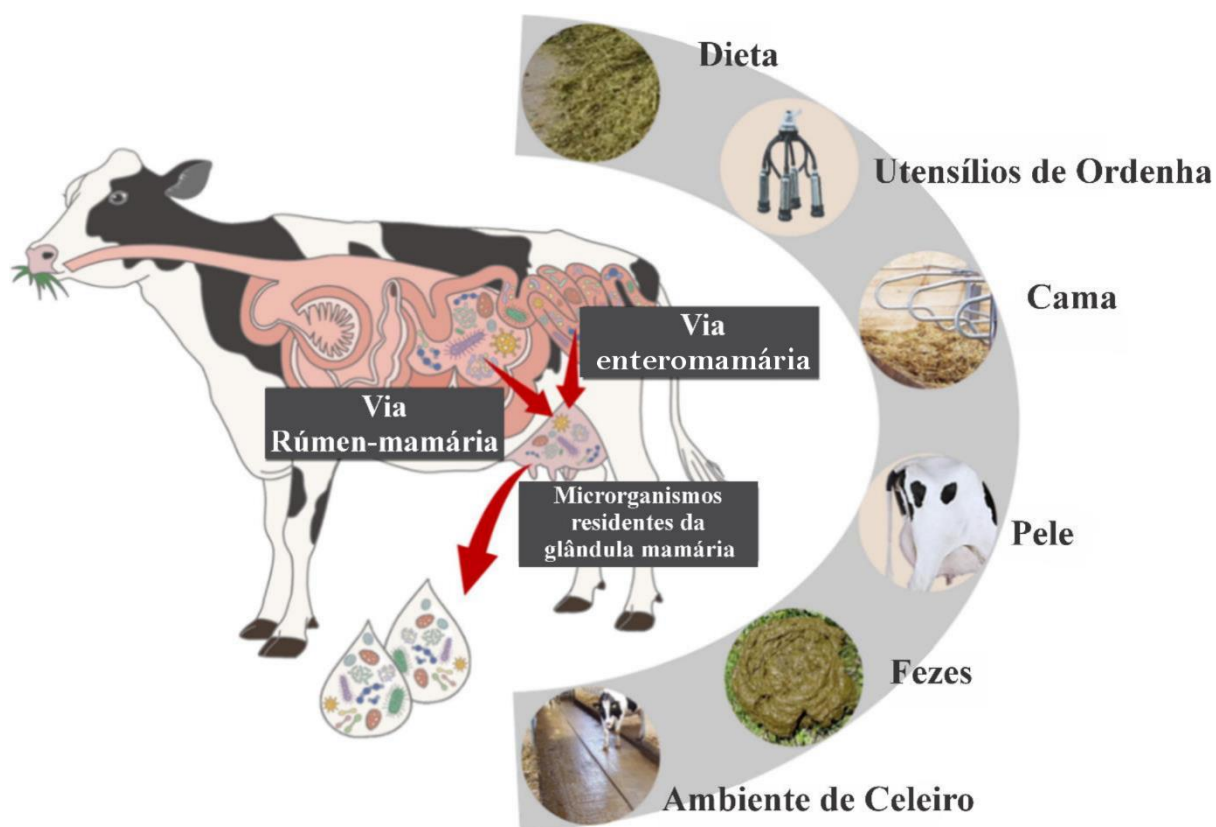 Dieta
Utensílios de Ordenha
Cama
Via
enteromamária
Via
Rúmen-mamária
Microrganismos
residentes da
glândula mamária
Pele
Fezes
Ambiente de Celeiro